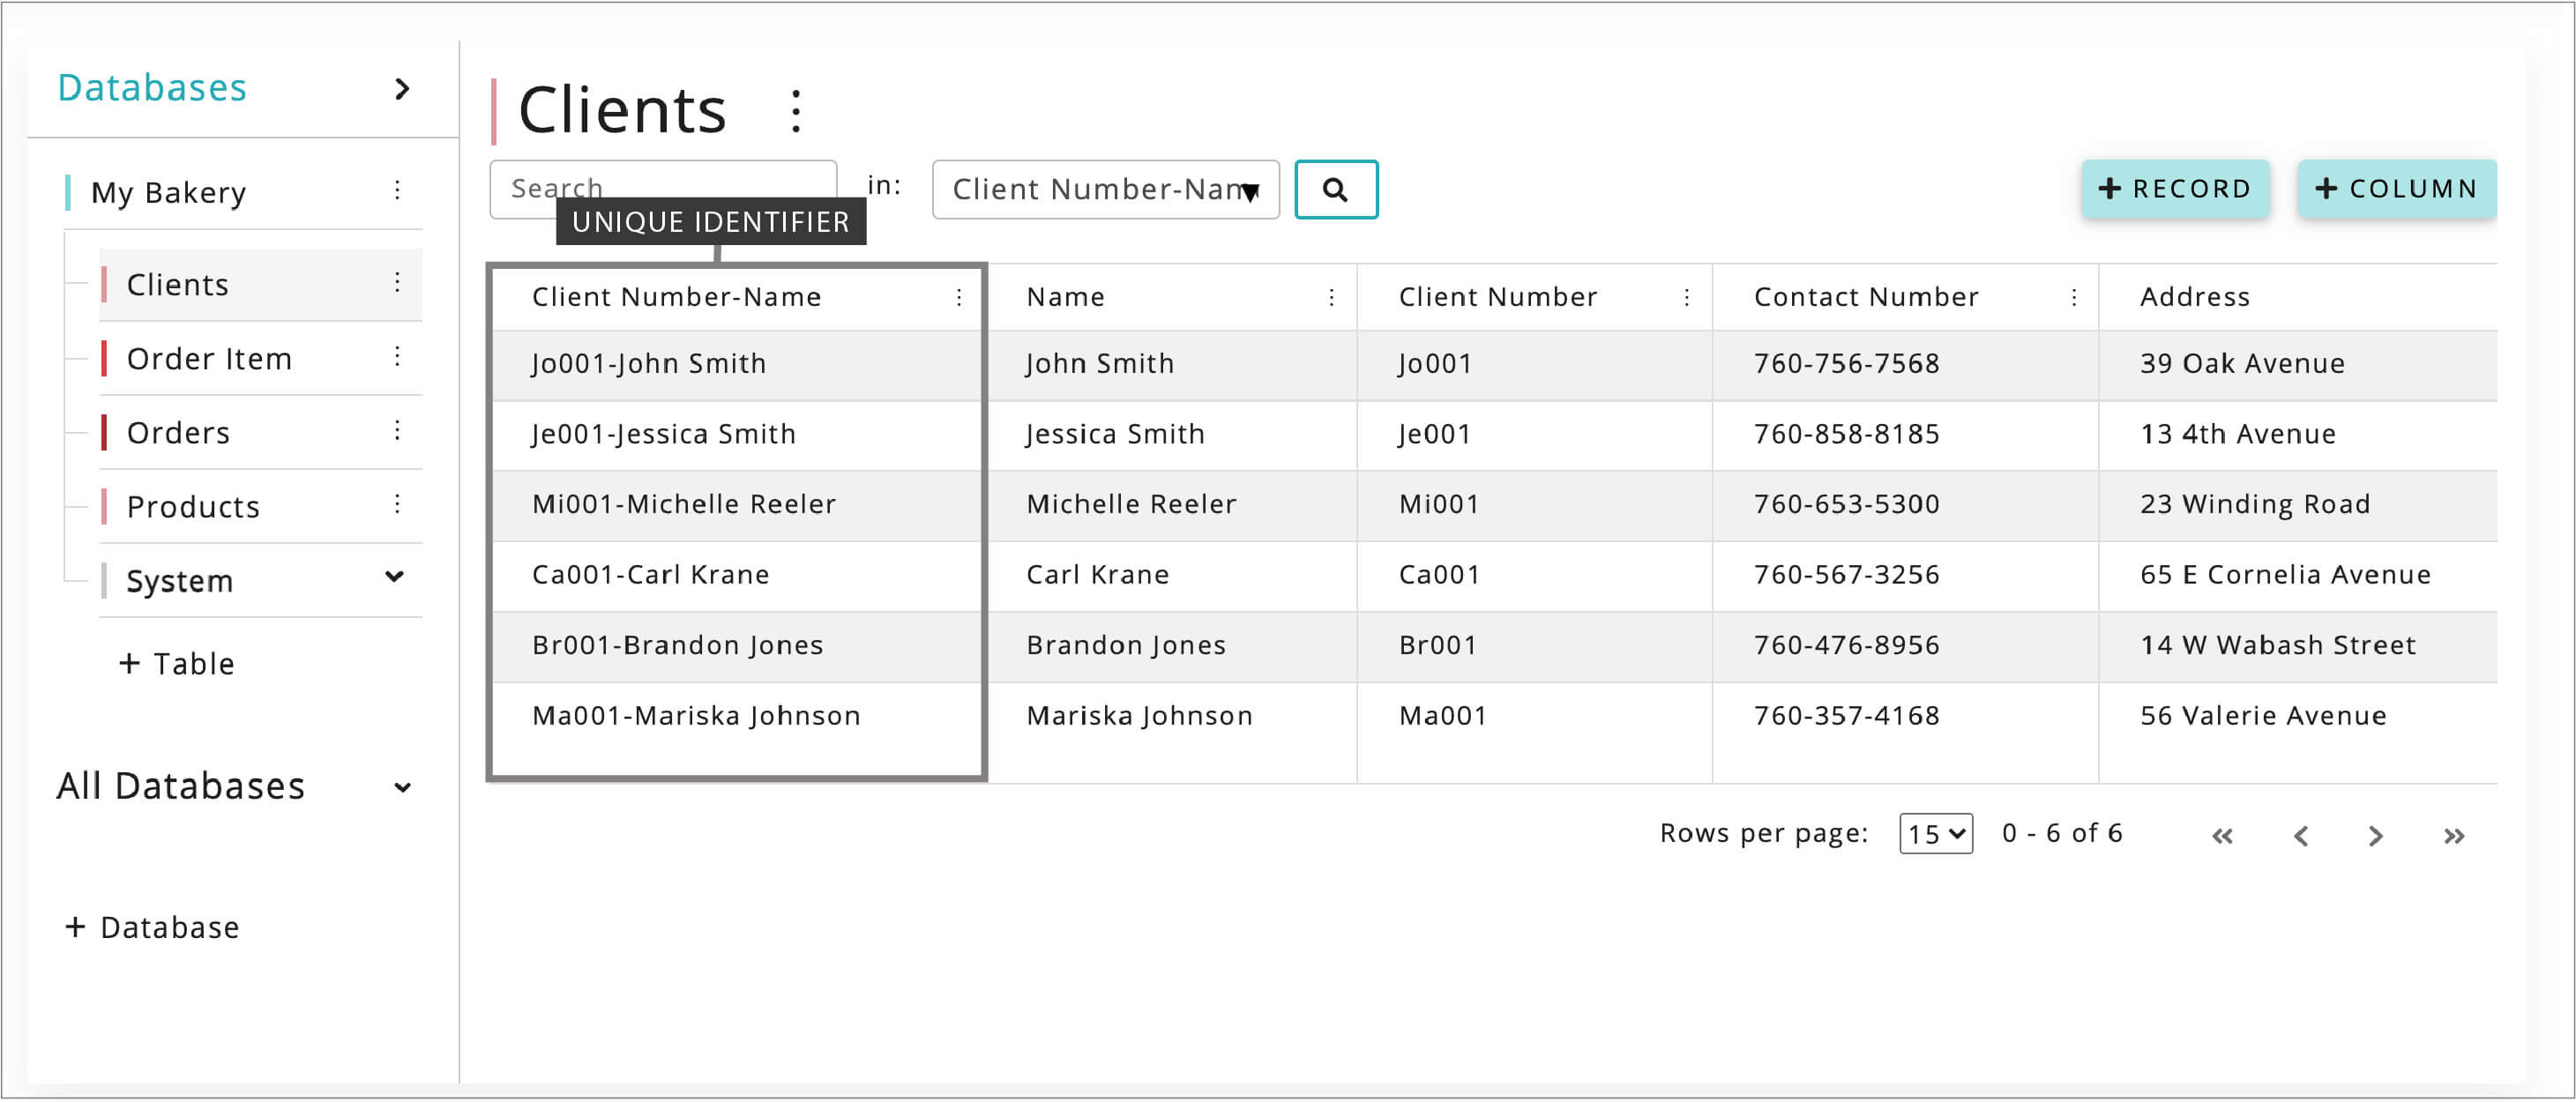 Databases
My Bakery
Clients
Order Item
Orders
Products
System
+ Table
All Databases
+ Database
Clients
Search in: Client Number-Nam
+ RECORD + COLUMN
UNIQUE IDENTIFIER
Client Number-Name Name Client Number Contact Number Address
Jo001-John Smith John Smith Jo001 760-756-7568 39 Oak Avenue
Je001-Jessica Smith Jessica Smith Je001 760-858-8185 13 4th Avenue
Mi001-Michelle Reeler Michelle Reeler Mi001 760-653-5300 23 Winding Road
Ca001-Carl Krane Carl Krane Ca001 760-567-3256 65 E Cornelia Avenue
Br001-Brandon Jones Brandon Jones Br001 760-476-8956 14 W Wabash Street
Ma001-Mariska Johnson Mariska Johnson Ma001 760-357-4168 56 Valerie Avenue
Rows per page: 15 0 - 6 of 6